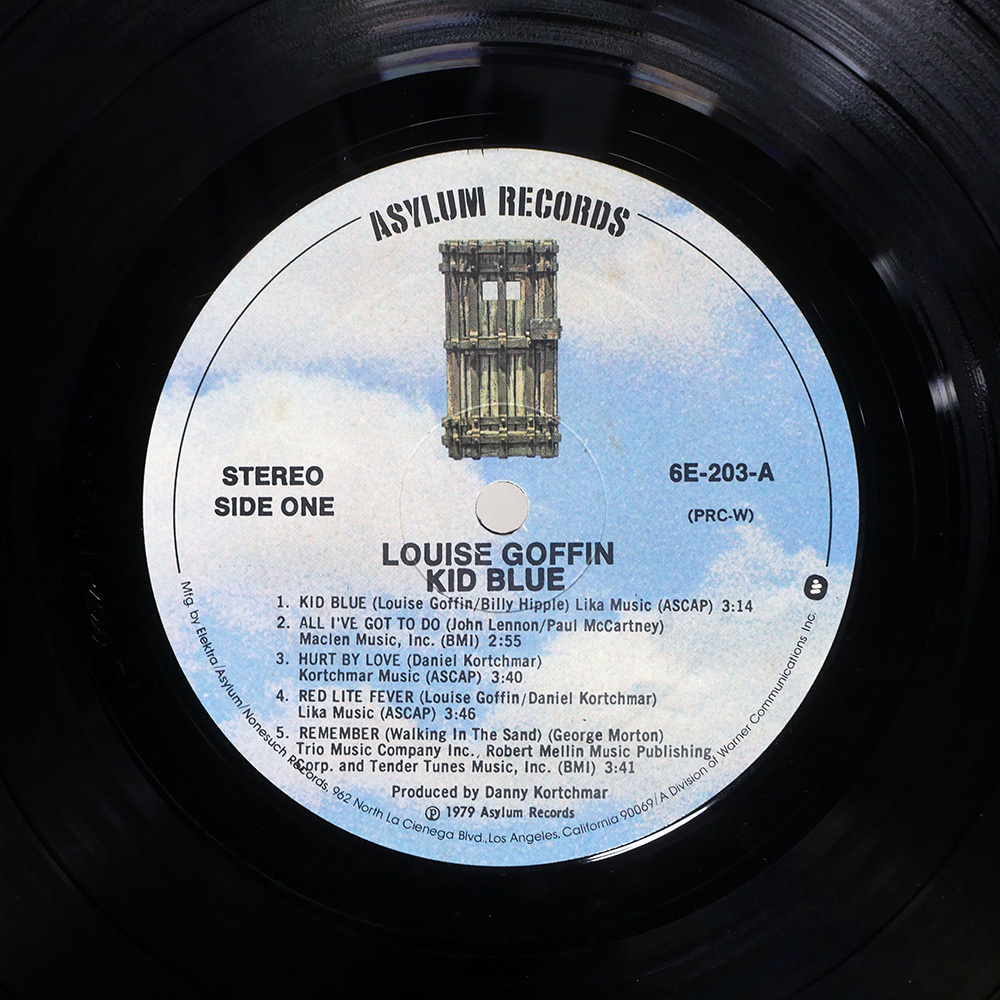 ASYLUM RECORDS
STEREO
SIDE ONE
6E-203-A
(PRC-W)
LOUISE GOFFIN
KID BLUE
1. KID BLUE (Louise Goffin/Billy Hipple) Lika Music (ASCAP) 3:14
2. ALL I'VE GOT TO DO (John Lennon/Paul McCartney)
Maclen Music, Inc. (BMI) 2:55
3. HURT BY LOVE (Daniel Kortchmar)
Kortchmar Music (ASCAP) 3:40
4. RED LITE FEVER (Louise Goffin/Daniel Kortchmar)
Lika Music (ASCAP) 3:46
5. REMEMBER (Walking In The Sand) (George Morton)
Trio Music Company Inc., Robert Mellin Music Publishing
Corp. and Tender Tunes Music, Inc. (BMI) 3:41
Produced by Danny Kortchmar
℗ 1979 Asylum Records
Mfg. by Elektra/Asylum/Nonesuch Records, 962 North La Cienega Blvd., Los Angeles, California 90069/A Division of Warner Communications Inc.